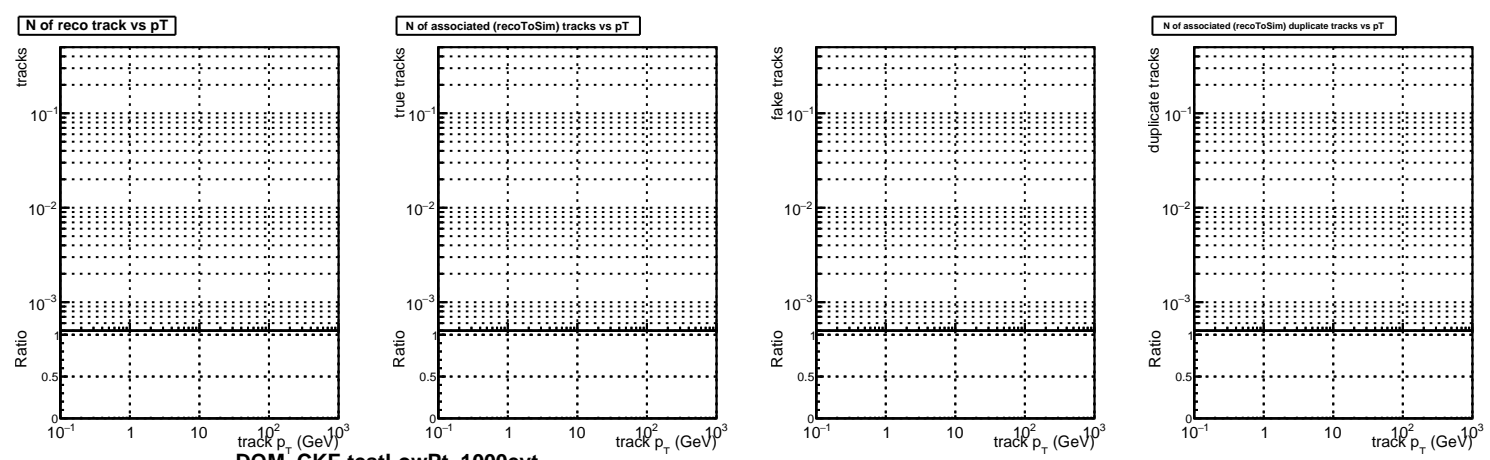 N of reco track vs pT
tracks
10⁻¹
10⁻²
10⁻³
Ratio
1
0.5
0
10⁻¹ 1 10 10² 10³
track p_T (GeV)
N of associated (recoToSim) tracks vs pT
true tracks
10⁻¹
10⁻²
10⁻³
Ratio
1
0.5
0
10⁻¹ 1 10 10² 10³
track p_T (GeV)
fake tracks
10⁻¹
10⁻²
10⁻³
Ratio
1
0.5
0
10⁻¹ 1 10 10² 10³
track p_T (GeV)
N of associated (recoToSim) duplicate tracks vs pT
duplicate tracks
10⁻¹
10⁻²
10⁻³
Ratio
1
0.5
0
10⁻¹ 1 10 10² 10³
track p_T (GeV)